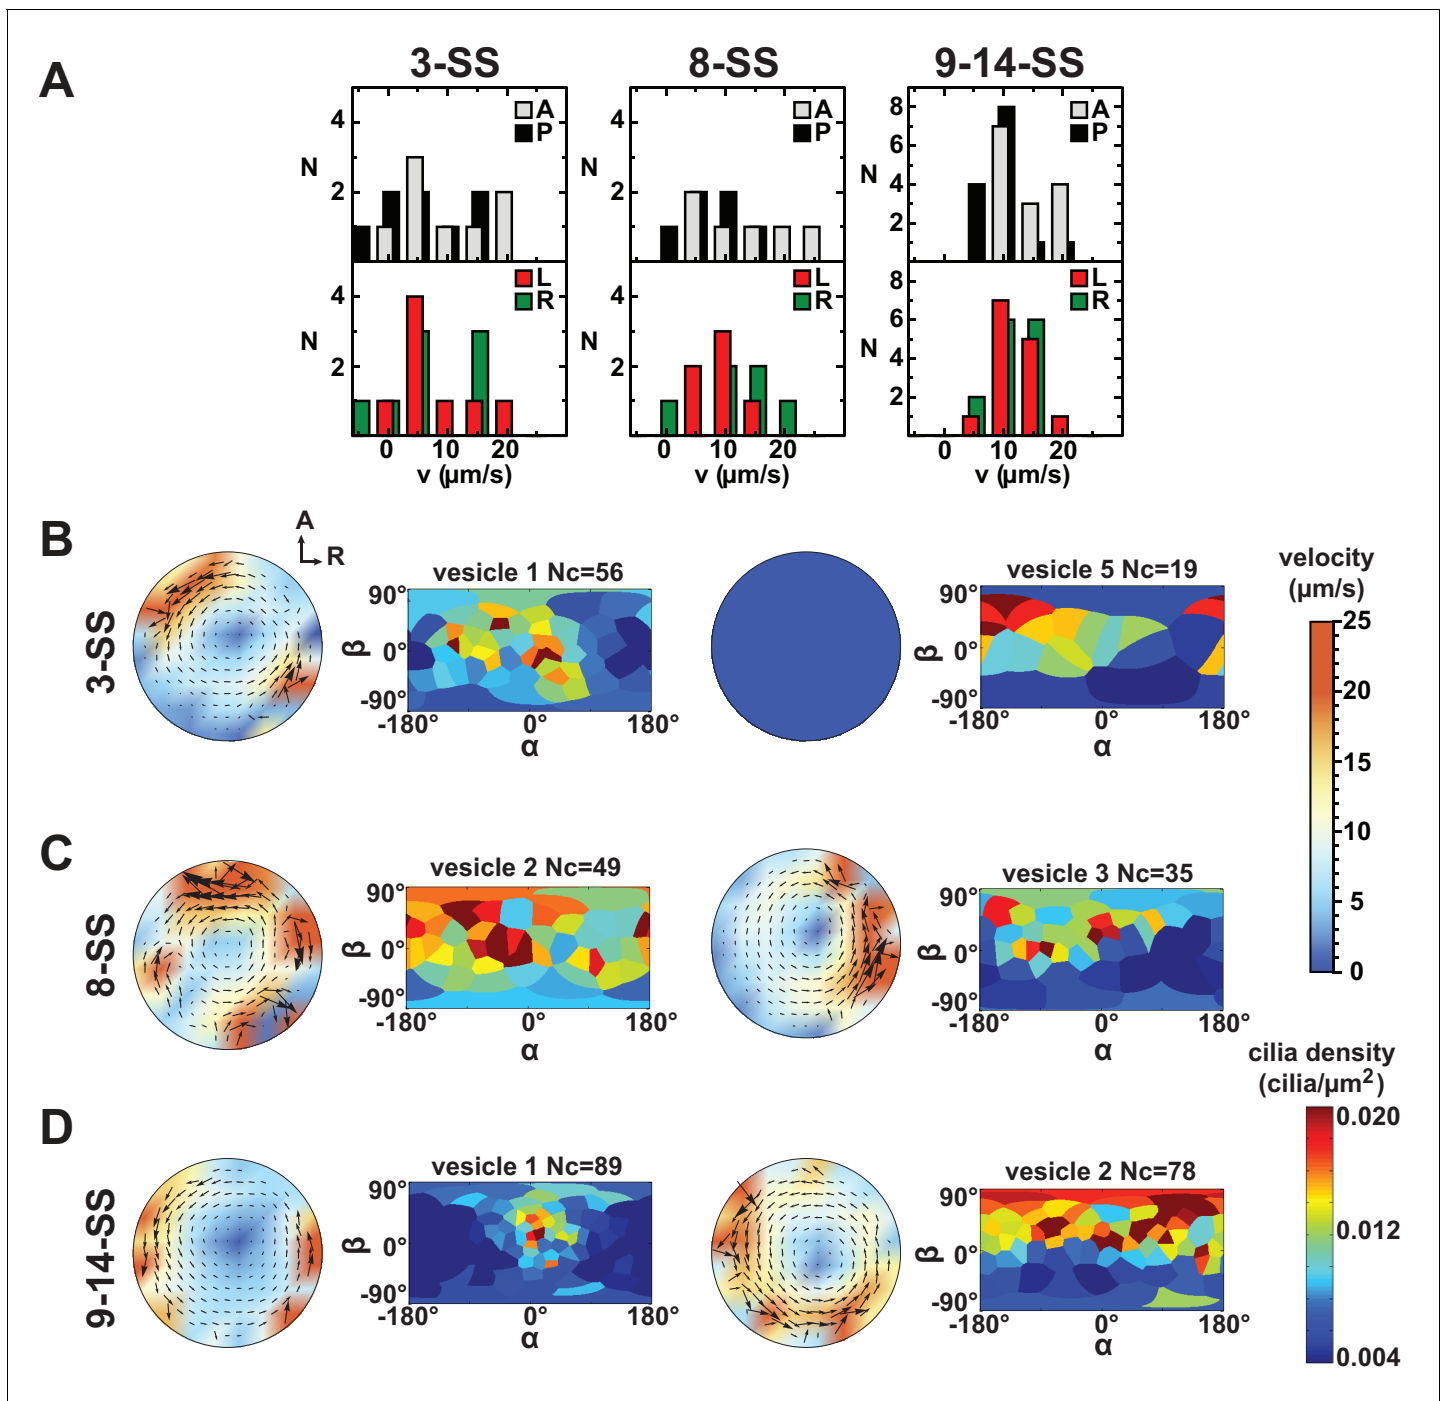 A
3-SS
8-SS
9-14-SS
4
2
N
A
P
4
2
N
A
P
8
6
4
2
N
A
P
4
2
N
L
R
4
2
N
L
R
8
6
4
2
N
L
R
0 10 20
v (µm/s)
0 10 20
v (µm/s)
0 10 20
v (µm/s)
B
A
R
3-SS
vesicle 1 Nc=56
90°
0°
-90°
β
-180° 0° 180°
α
vesicle 5 Nc=19
90°
0°
-90°
β
-180° 0° 180°
α
velocity
(µm/s)
25
20
15
10
5
0
C
8-SS
vesicle 2 Nc=49
90°
0°
-90°
β
-180° 0° 180°
α
vesicle 3 Nc=35
90°
0°
-90°
β
-180° 0° 180°
α
cilia density
(cilia/µm²)
0.020
0.012
0.004
D
9-14-SS
vesicle 1 Nc=89
90°
0°
-90°
β
-180° 0° 180°
α
vesicle 2 Nc=78
90°
0°
-90°
β
-180° 0° 180°
α